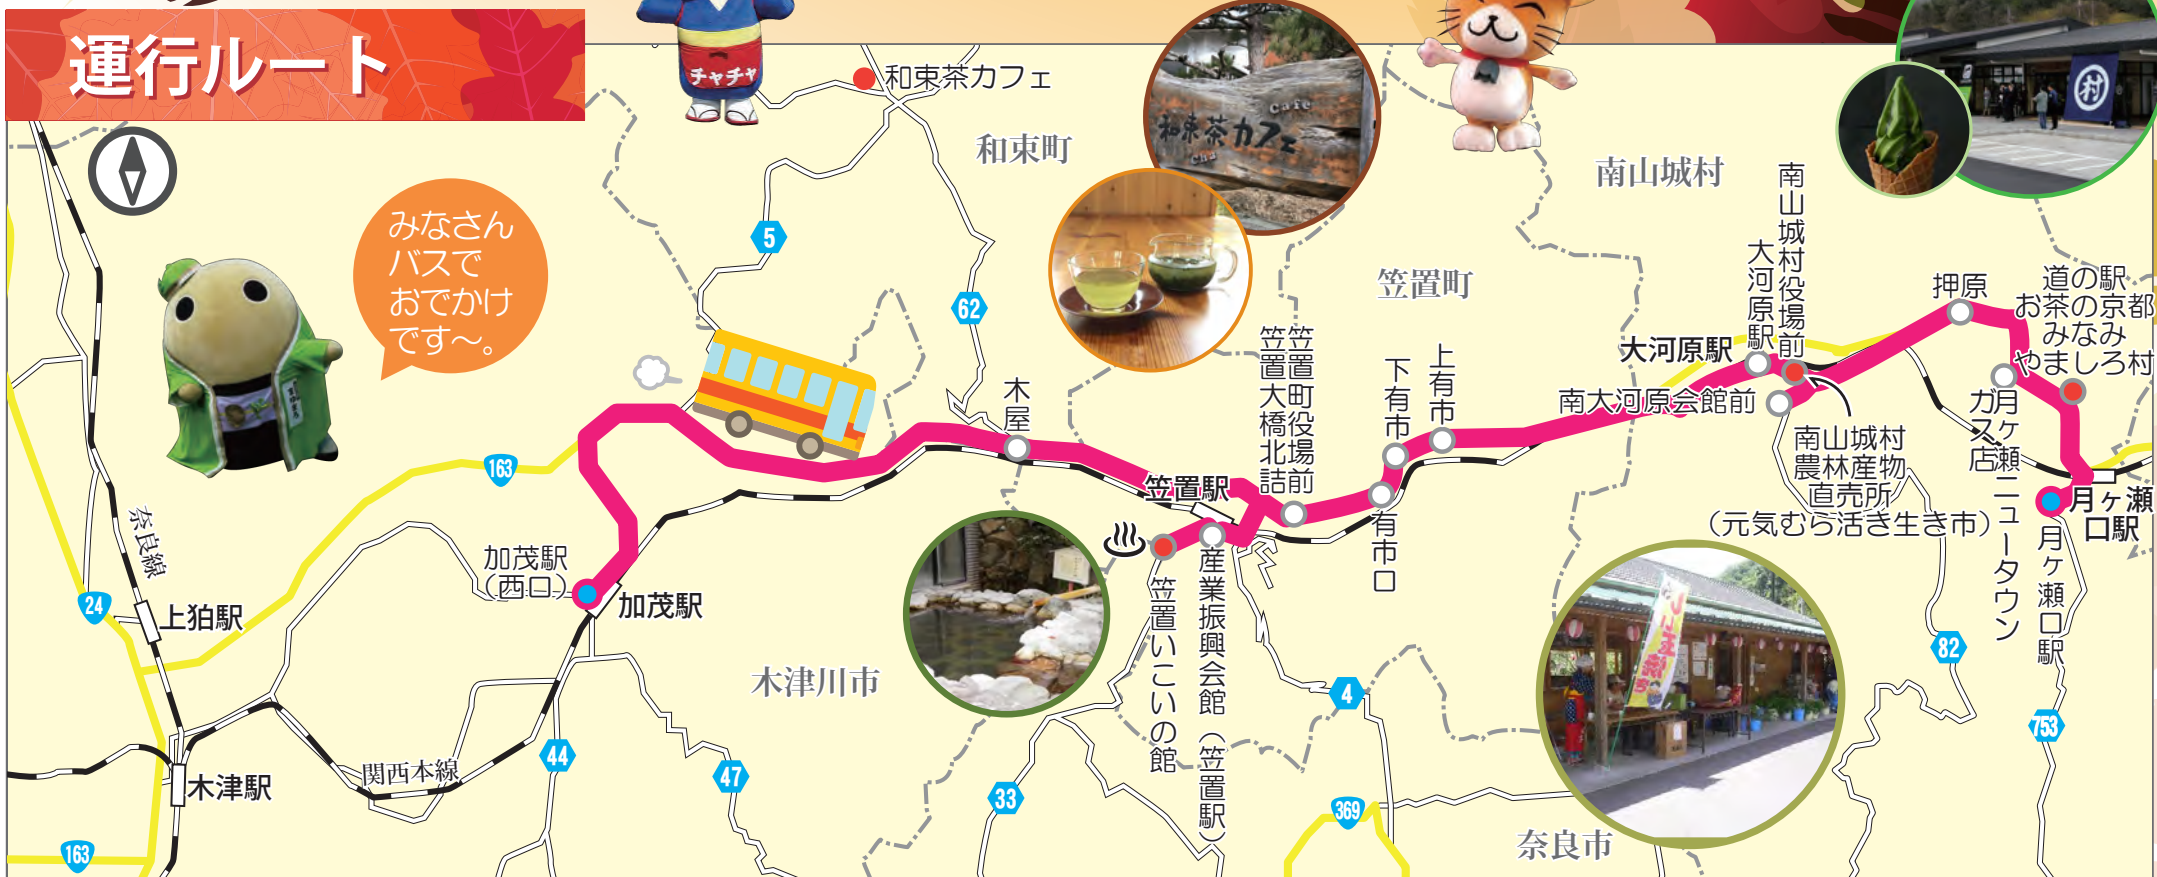 運行ルート
チャチャ
和束茶カフェ
和束町
Cafe
和束茶カフェ
cha
南山城村
村
みなさん
バスで
おでかけ
です〜。
5
62
笠置町
163
奈良線
24
上狛駅
加茂駅
(西口)
加茂駅
木津川市
木津駅
関西本線
163
44
47
33
4
369
奈良市
82
753
木屋
笠置駅
笠置いこいの館
産業振興会館(笠置駅)
笠置大橋北詰
笠置町役場前
有市口
下有市
上有市
大河原駅
南大河原会館前
大河原駅
南山城村役場前
南山城村
農林産物
直売所
(元気むら活き生き市)
押原
道の駅
お茶の京都
みなみ
やましろ村
月ヶ瀬ニュータウン
ガス店
月ヶ瀬口駅
月ヶ瀬
口駅